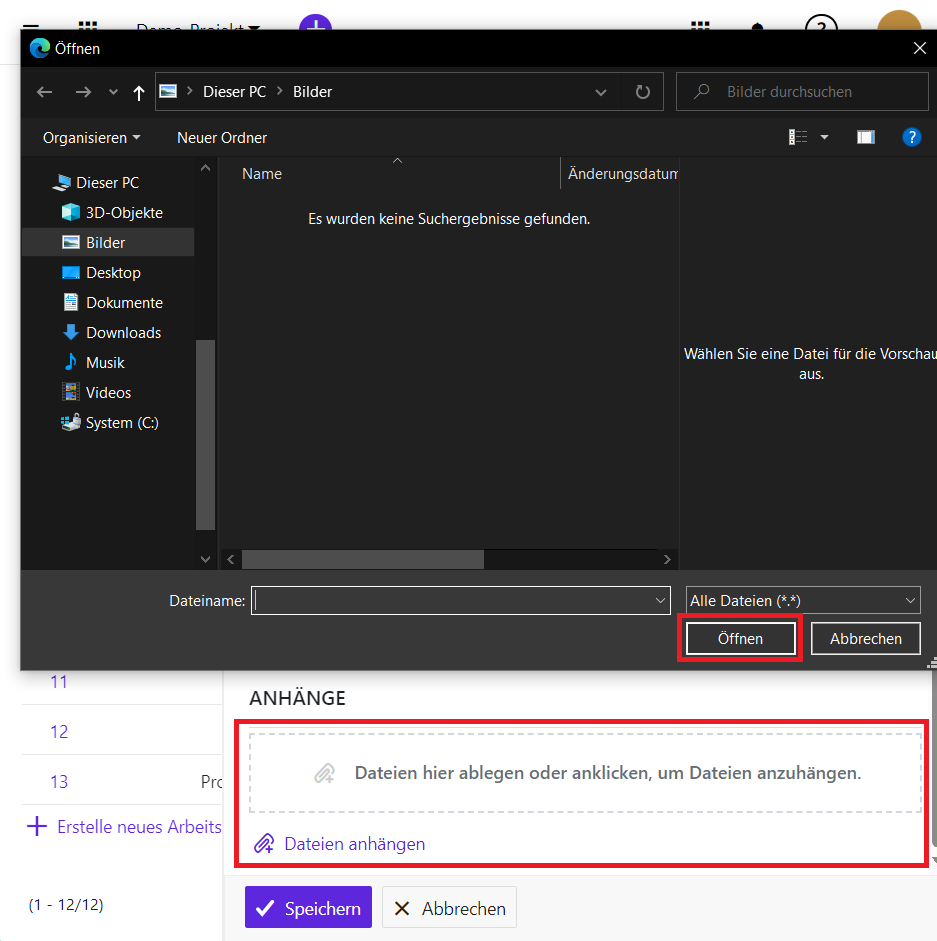 Demo-Projekt
?
Öffnen
Dieser PC
Bilder
Bilder durchsuchen
Organisieren
Neuer Ordner
?
Name
Änderungsdatum
Es wurden keine Suchergebnisse gefunden.
Dieser PC
3D-Objekte
Bilder
Desktop
Dokumente
Downloads
Musik
Videos
System (C:)
Wählen Sie eine Datei für die Vorschau
aus.
Dateiname:
Alle Dateien (*.*)
Öffnen
Abbrechen
11
12
13
Pro
Erstelle neues Arbeits
(1 - 12/12)
ANHÄNGE
Dateien hier ablegen oder anklicken, um Dateien anzuhängen.
Dateien anhängen
Speichern
Abbrechen